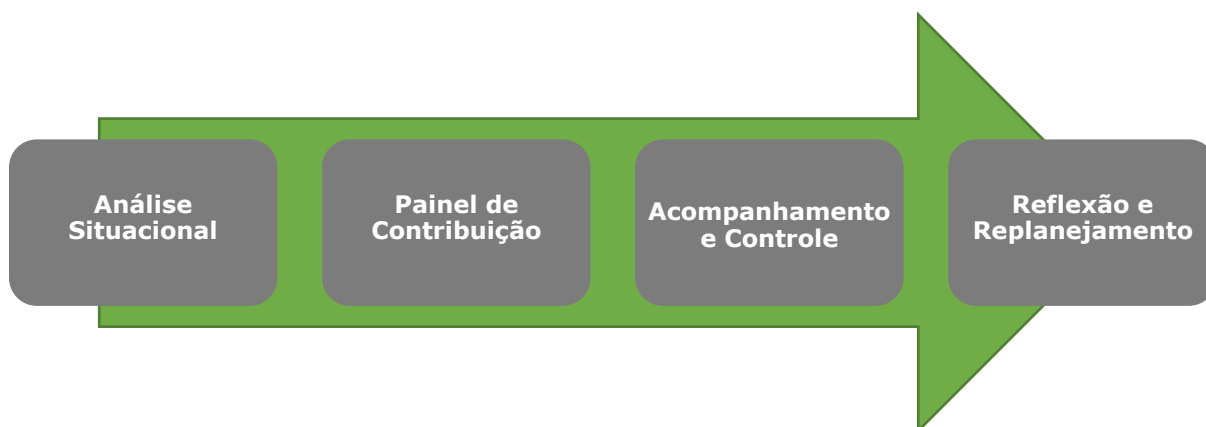 Análise
Situacional
Painel de
Contribuição
Acompanhamento
e Controle
Reflexão e
Replanejamento